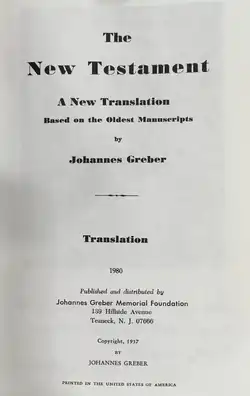 The
New Testament
A New Translation
Based on the Oldest Manuscripts
by
Johannes Greber
Translation
1980
Published and distributed by
Johannes Greber Memorial Foundation
139 Hillside Avenue
Teaneck, N. J. 07666
Copyright, 1937
BY
JOHANNES GREBER
PRINTED IN THE UNITED STATES OF AMERICA